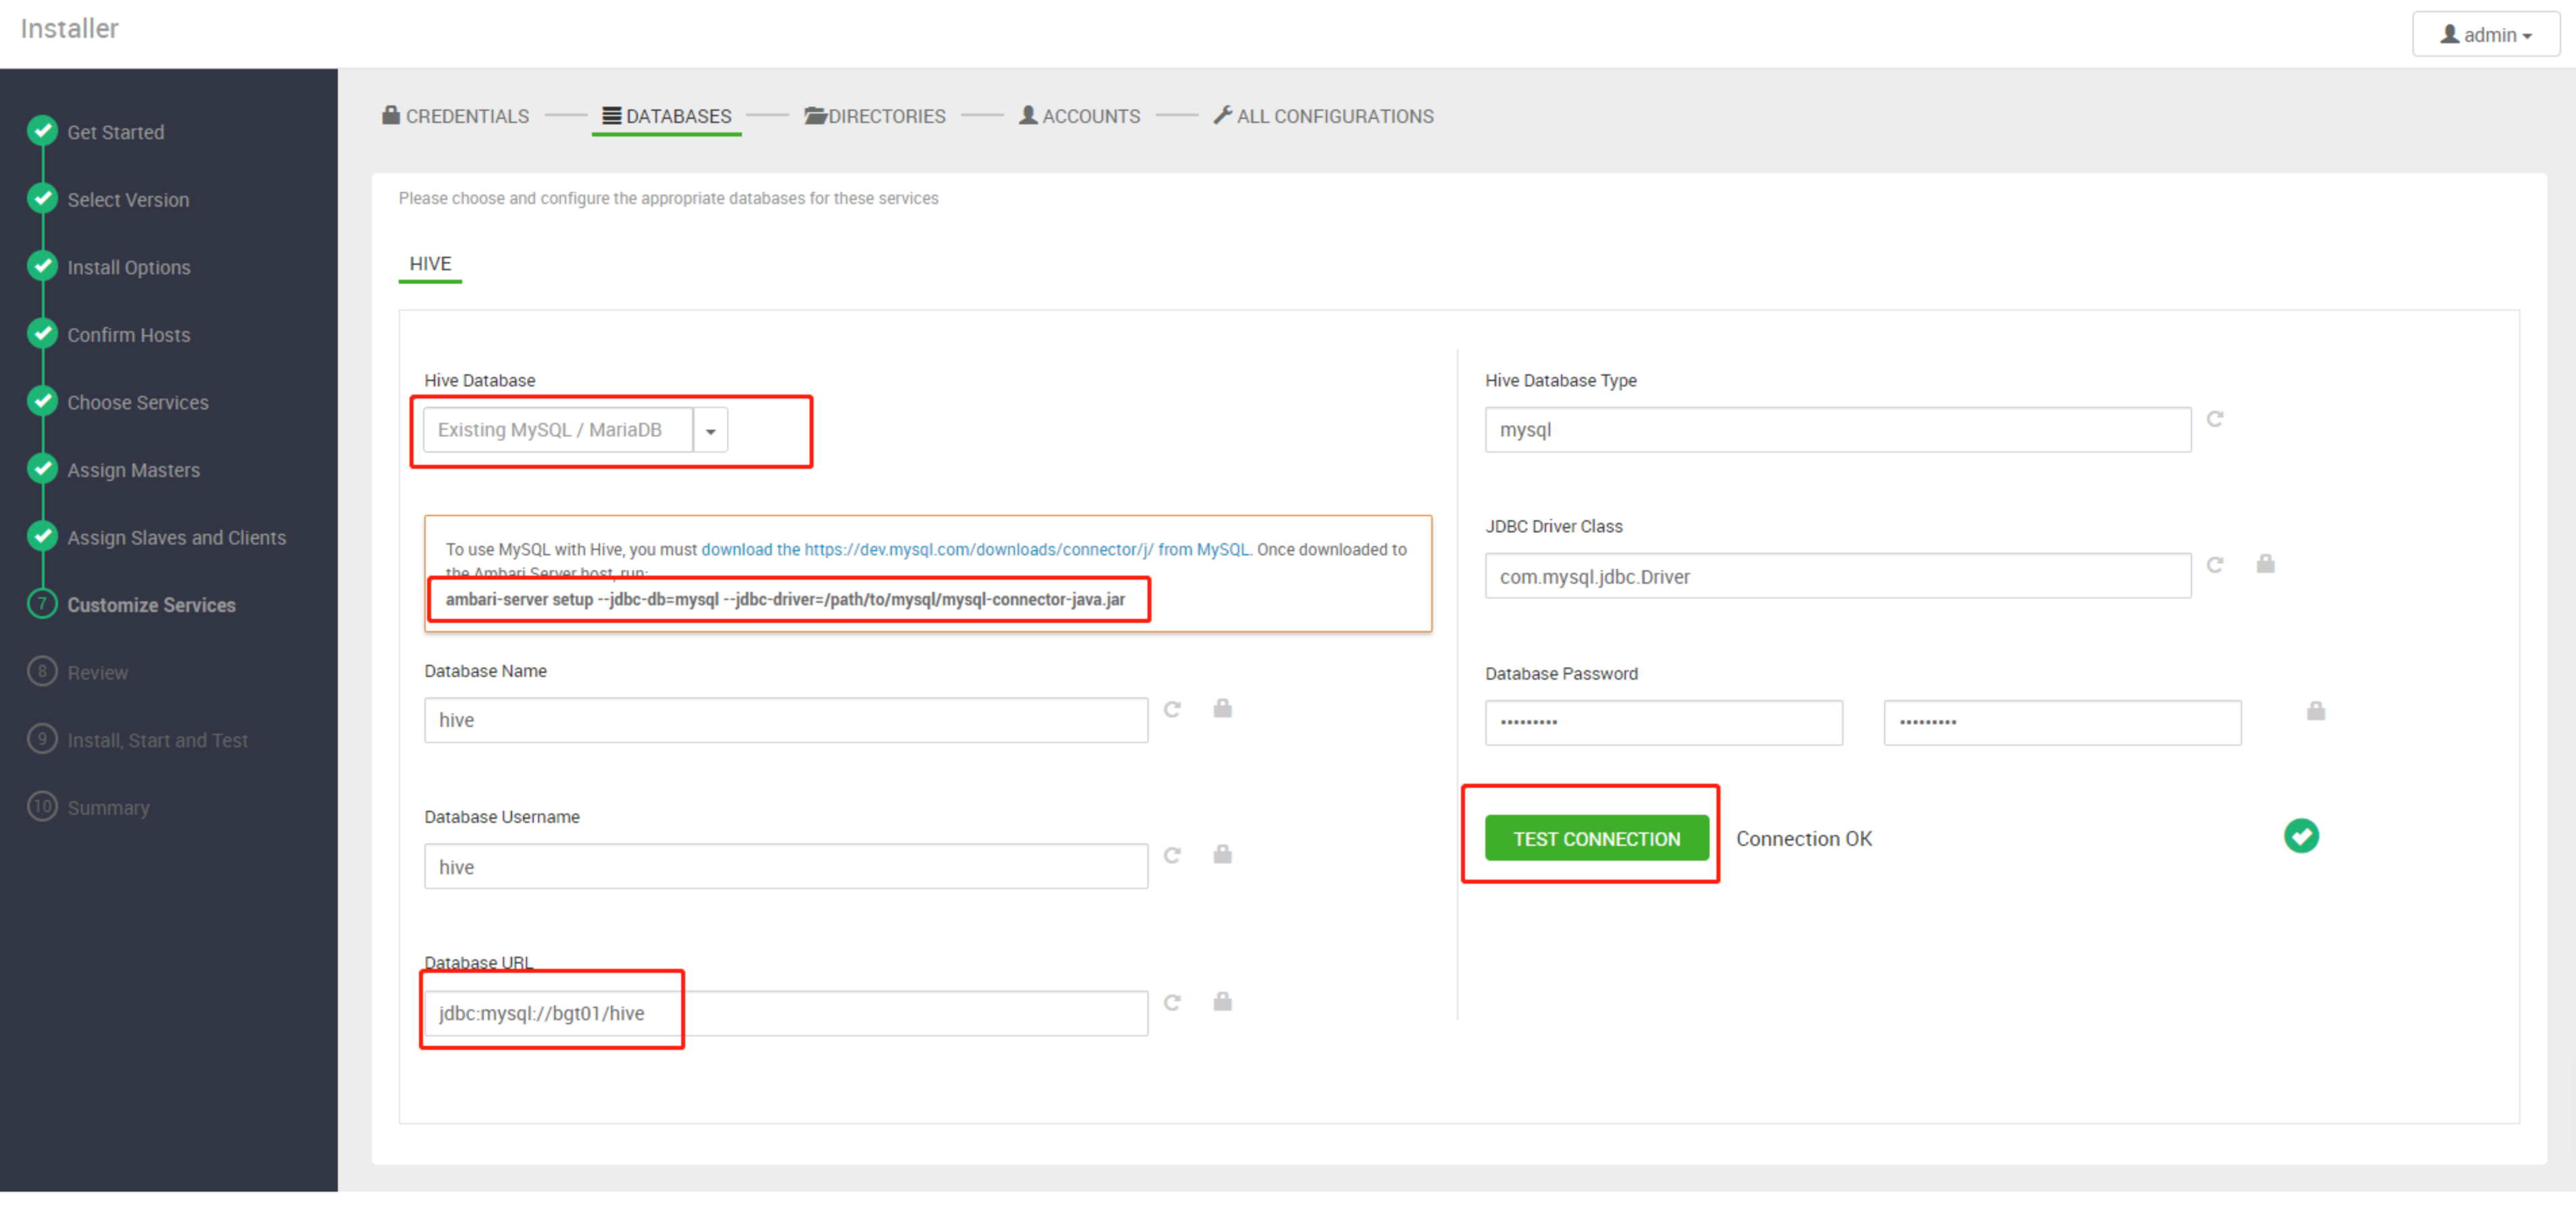 Installer
admin
Get Started
Select Version
Install Options
Confirm Hosts
Choose Services
Assign Masters
Assign Slaves and Clients
7 Customize Services
8 Review
9 Install, Start and Test
10 Summary
CREDENTIALS DATABASES DIRECTORIES ACCOUNTS ALL CONFIGURATIONS
Please choose and configure the appropriate databases for these services
HIVE
Hive Database
Existing MySQL / MariaDB
To use MySQL with Hive, you must download the https://dev.mysql.com/downloads/connector/j/ from MySQL. Once downloaded to
the Ambari Server host, run:
ambari-server setup --jdbc-db=mysql --jdbc-driver=/path/to/mysql/mysql-connector-java.jar
Database Name
hive
Database Username
hive
Database URL
jdbc:mysql://bgt01/hive
Hive Database Type
mysql
JDBC Driver Class
com.mysql.jdbc.Driver
Database Password
••••••••• •••••••••
TEST CONNECTION Connection OK